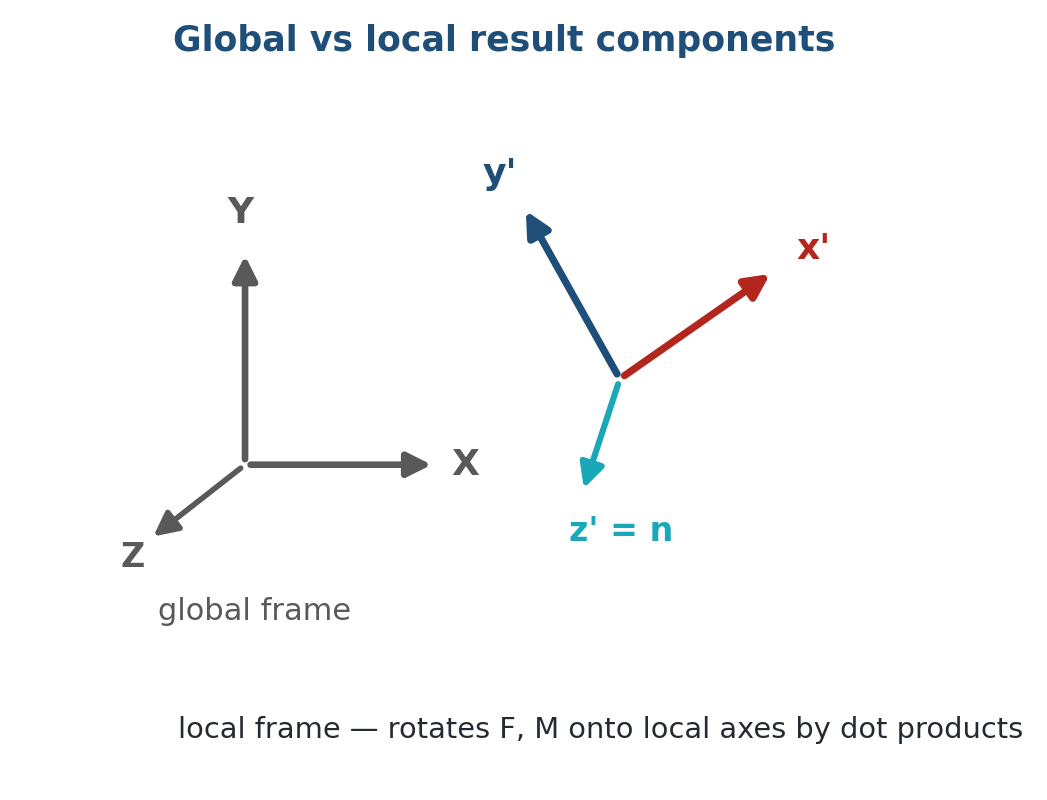 Global vs local result components
y'
Y
x'
X
z' = n
Z
global frame
local frame — rotates F, M onto local axes by dot products